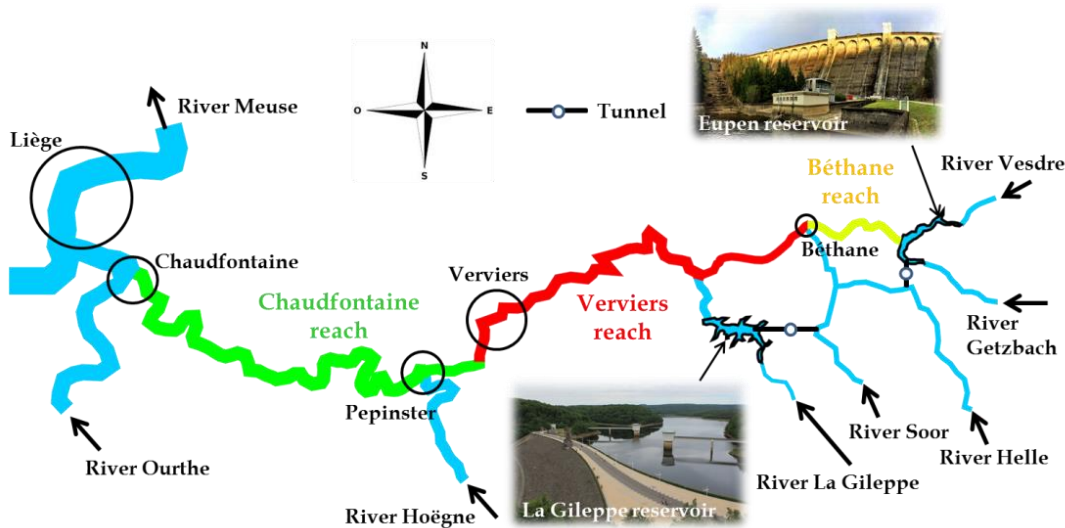 River Meuse
Liège
N
O
E
S
Tunnel
Eupen reservoir
Béthane
reach
River Vesdre
Chaudfontaine
Verviers
Béthane
Chaudfontaine
reach
Verviers
reach
River
Getzbach
Pepinster
River Soor
River Ourthe
River Helle
River La Gileppe
River Hoëgne
La Gileppe reservoir